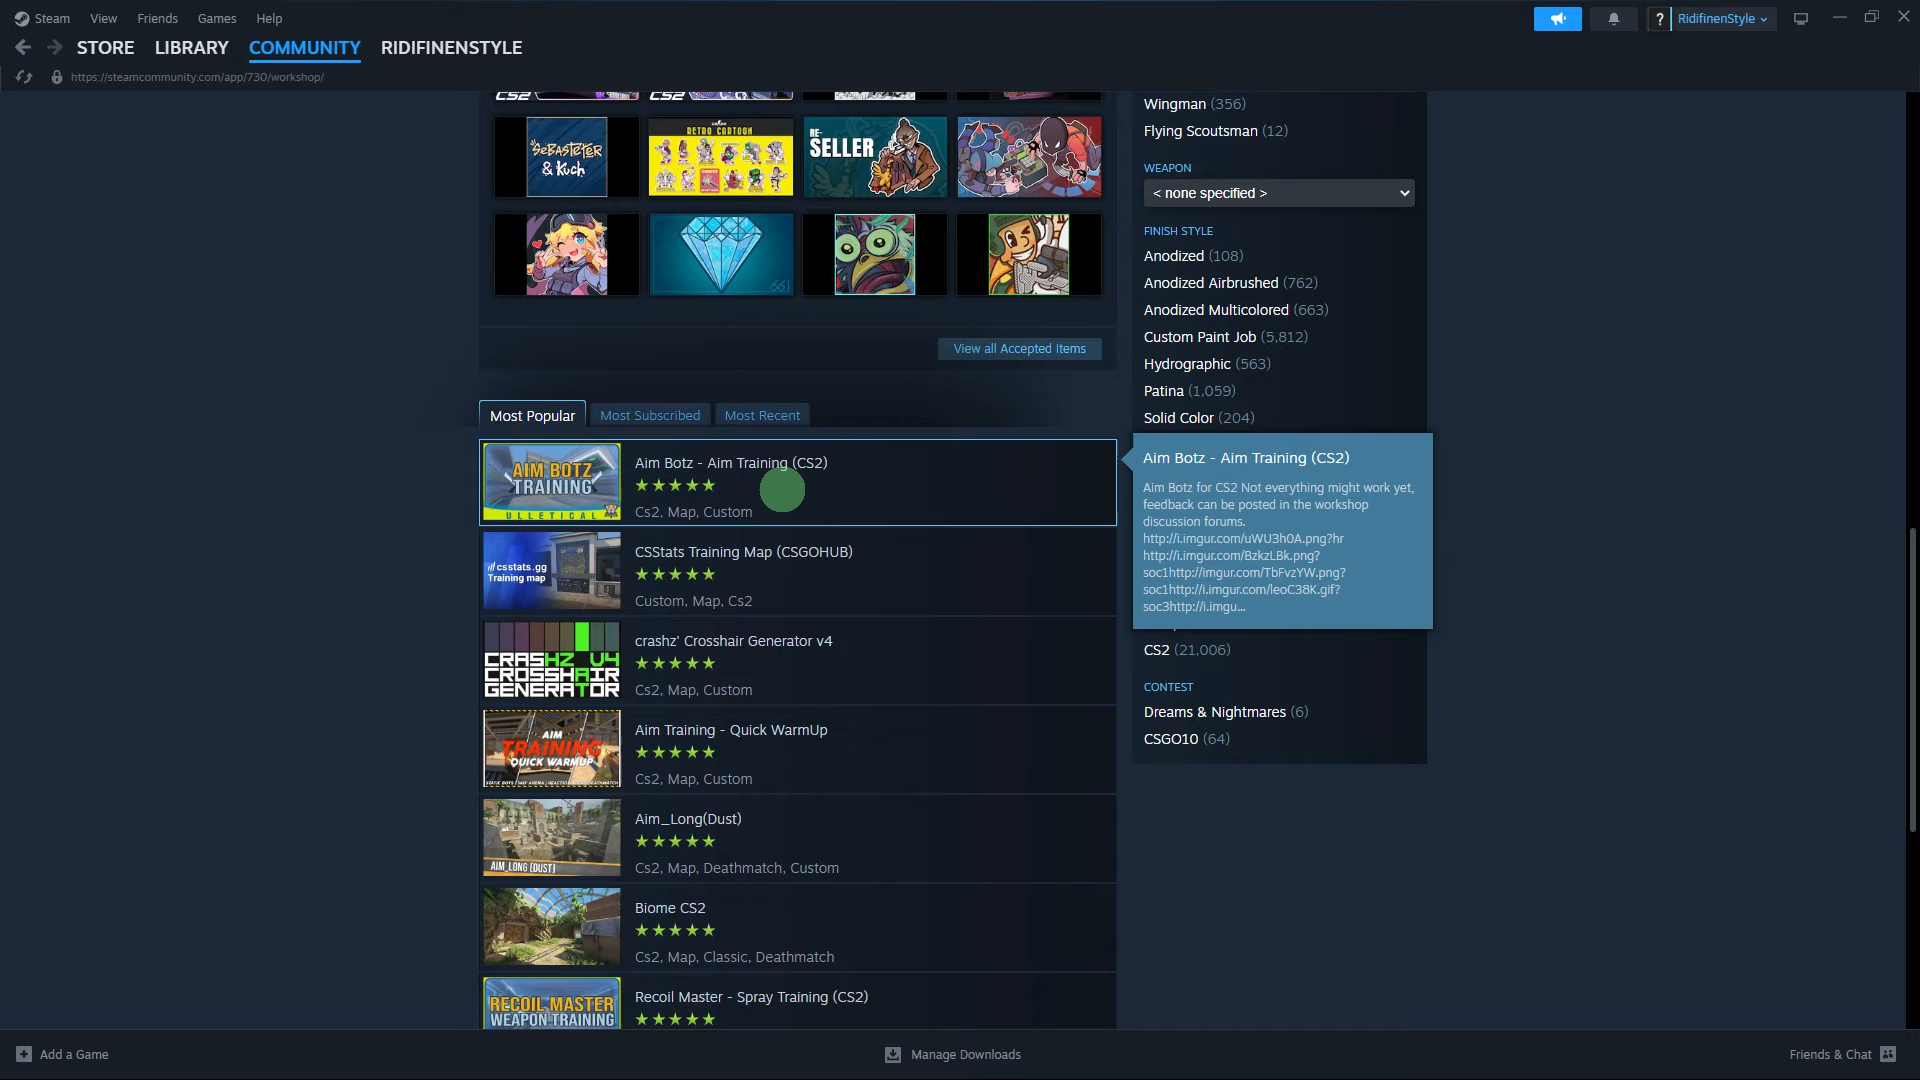 Steam View Friends Games Help
? RidifinenStyle
STORE LIBRARY COMMUNITY RIDIFINENSTYLE
https://steamcommunity.com/app/730/workshop/
CS2 CS2
SEBASTETER
& Kuch
RETRO CARTOON
RE-
SELLER
661
View all Accepted Items
Most Popular Most Subscribed Most Recent
AIM BOTZ
TRAINING
ULLETICAL
Aim Botz - Aim Training (CS2)
Cs2, Map, Custom
csstats.gg
Training map
CSStats Training Map (CSGOHUB)
Custom, Map, Cs2
CRASHZ V4
CROSSHAIR
GENERATOR
crashz' Crosshair Generator v4
Cs2, Map, Custom
AIM
TRAINING
QUICK WARMUP
Aim Training - Quick WarmUp
Cs2, Map, Custom
AIM_LONG (DUST)
Aim_Long(Dust)
Cs2, Map, Deathmatch, Custom
Biome CS2
Cs2, Map, Classic, Deathmatch
RECOIL MASTER
WEAPON TRAINING
Recoil Master - Spray Training (CS2)
Wingman (356)
Flying Scoutsman (12)
WEAPON
< none specified >
FINISH STYLE
Anodized (108)
Anodized Airbrushed (762)
Anodized Multicolored (663)
Custom Paint Job (5,812)
Hydrographic (563)
Patina (1,059)
Solid Color (204)
Aim Botz - Aim Training (CS2)
Aim Botz for CS2 Not everything might work yet,
feedback can be posted in the workshop
discussion forums.
http://i.imgur.com/uWU3h0A.png?hr
http://i.imgur.com/BzkzLBk.png?
soc1http://imgur.com/TbFvzYW.png?
soc1http://i.imgur.com/leoC38K.gif?
soc3http://i.imgu...
CS2 (21,006)
CONTEST
Dreams & Nightmares (6)
CSGO10 (64)
Add a Game
Manage Downloads
Friends & Chat